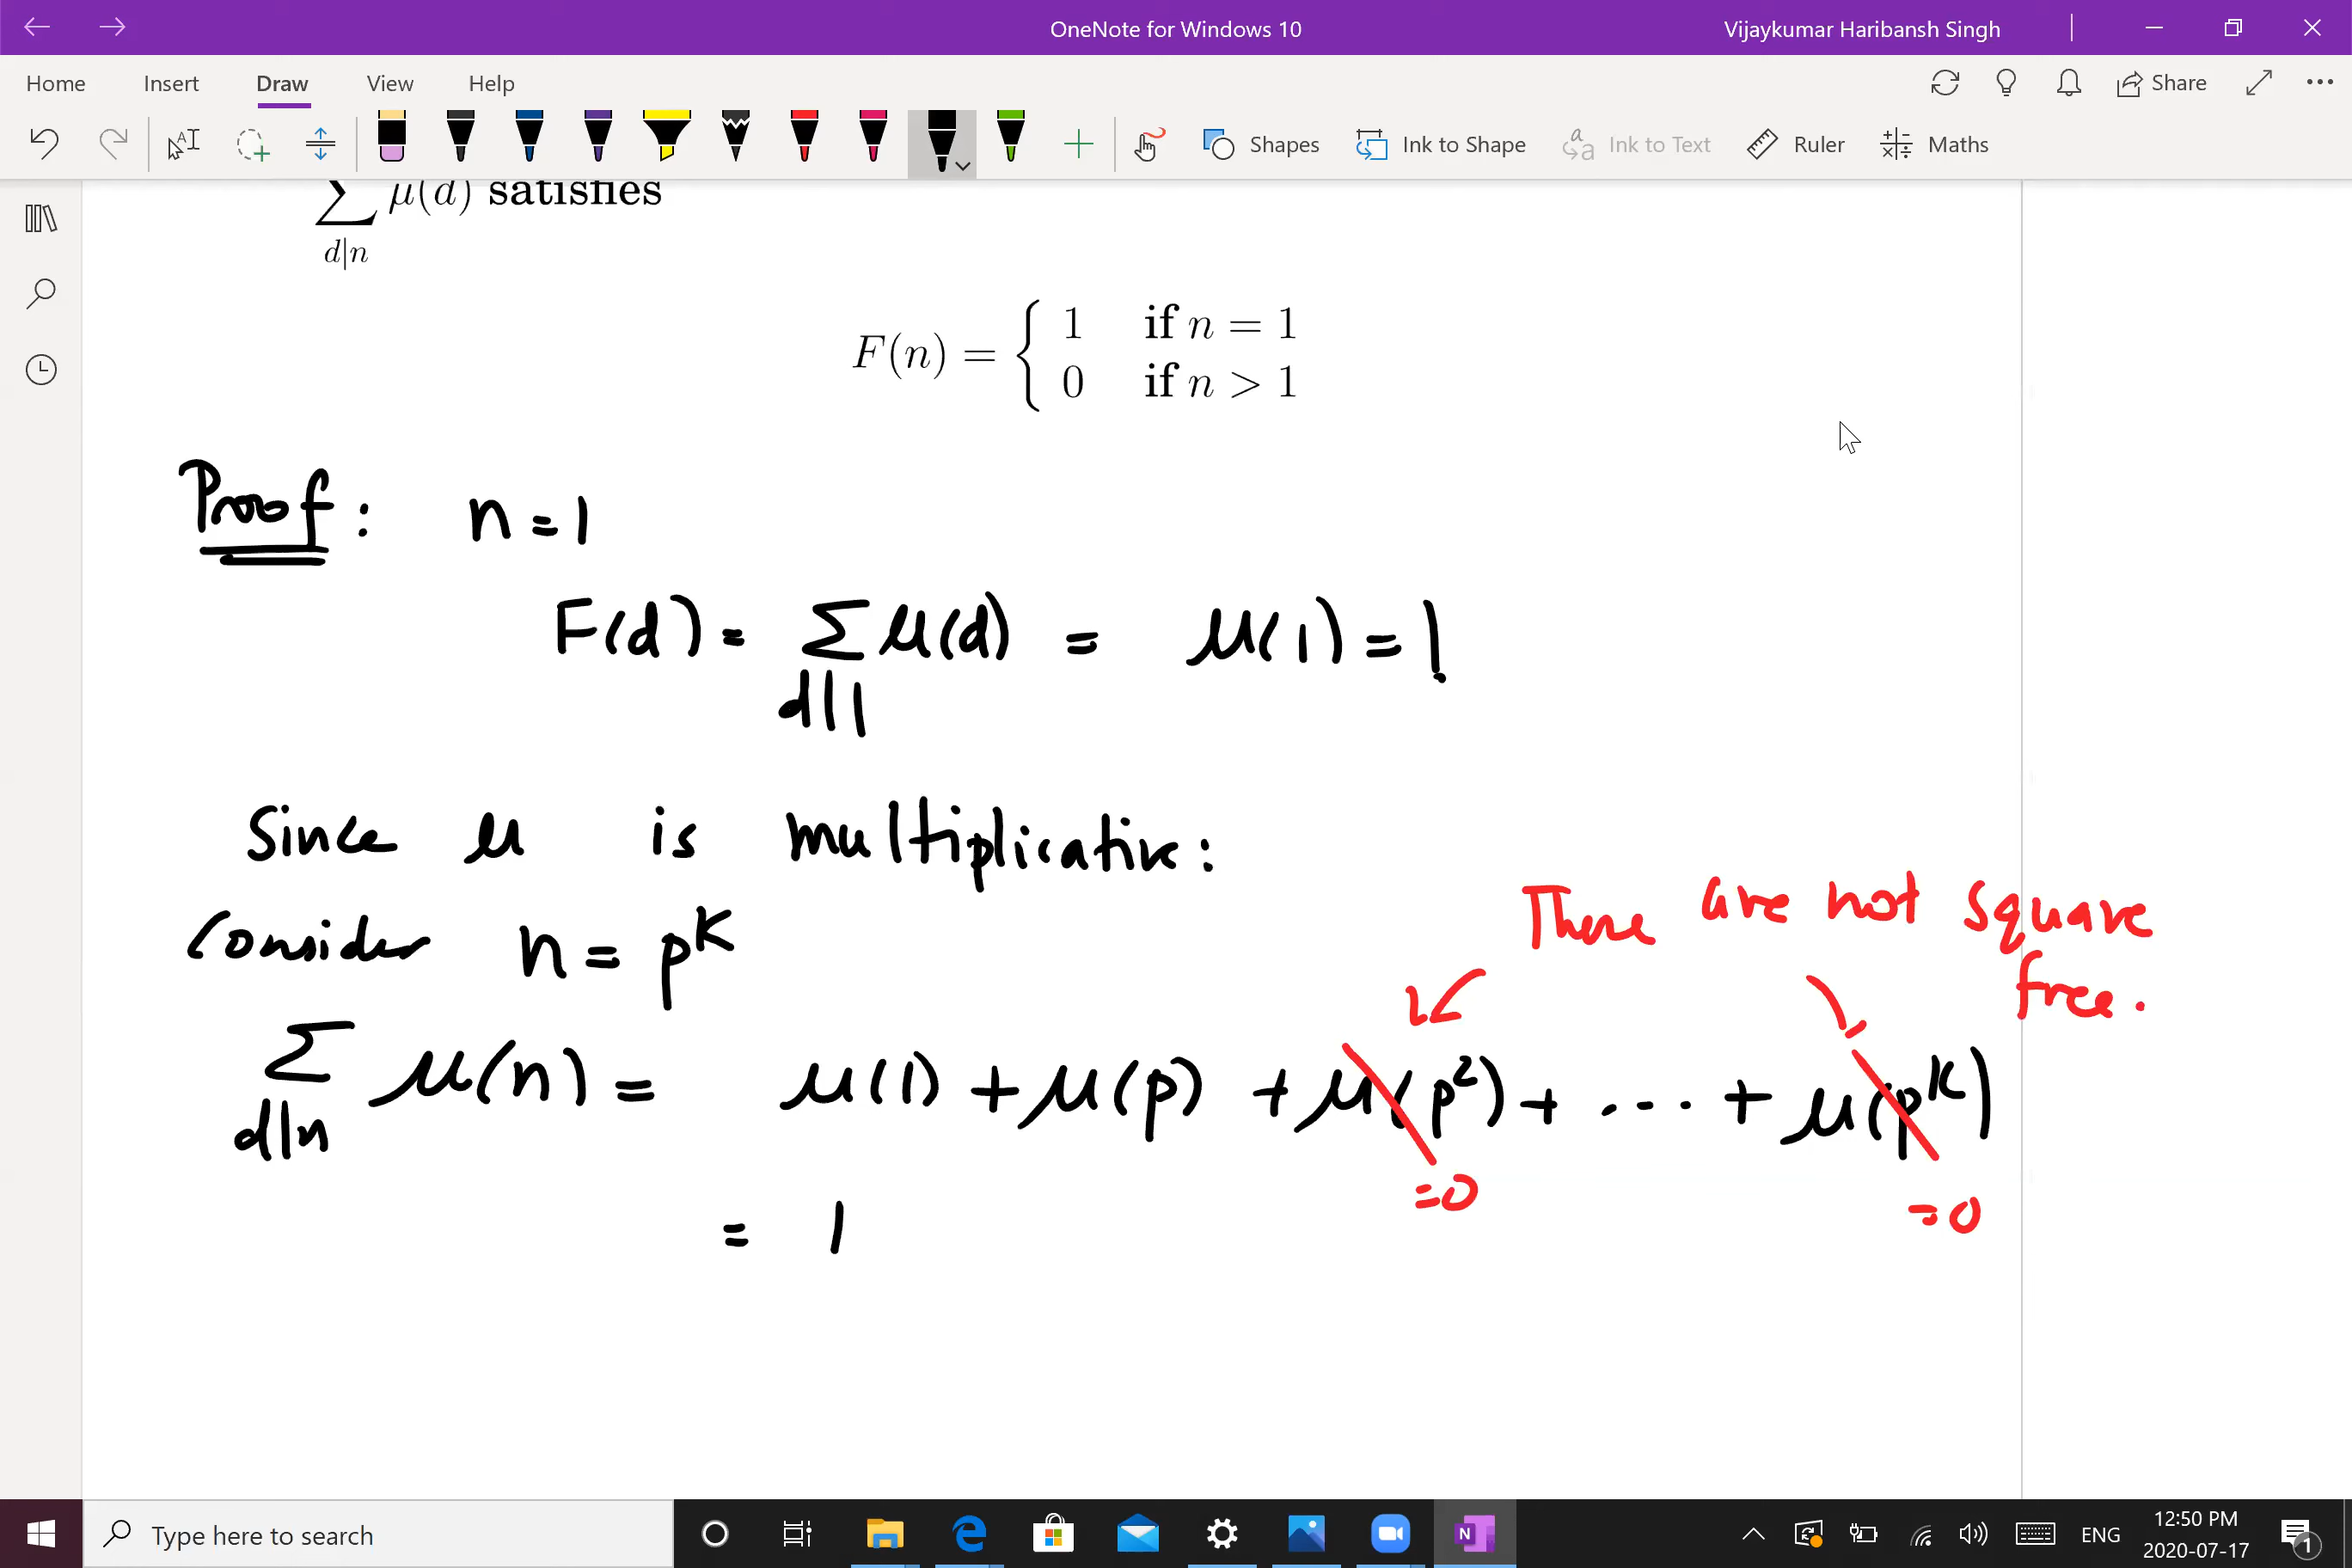 OneNote for Windows 10
Vijaykumar Haribansh Singh
Home Insert Draw View Help
Share
Shapes Ink to Shape Ink to Text Ruler Maths
∑ μ(d) satisfies
d|n
F(n) = { 1 if n = 1
0 if n > 1
Proof : n = 1
F(d) = ∑ μ(d) = μ(1) = 1.
d|1
Since μ is multiplicative :
There are not square
free.
Consider n = p^k
∑ μ(n) = μ(1) + μ(p) + μ(p²) + ... + μ(p^k)
d|n
=0 =0
= 1
Type here to search
ENG
12:50 PM
2020-07-17
1